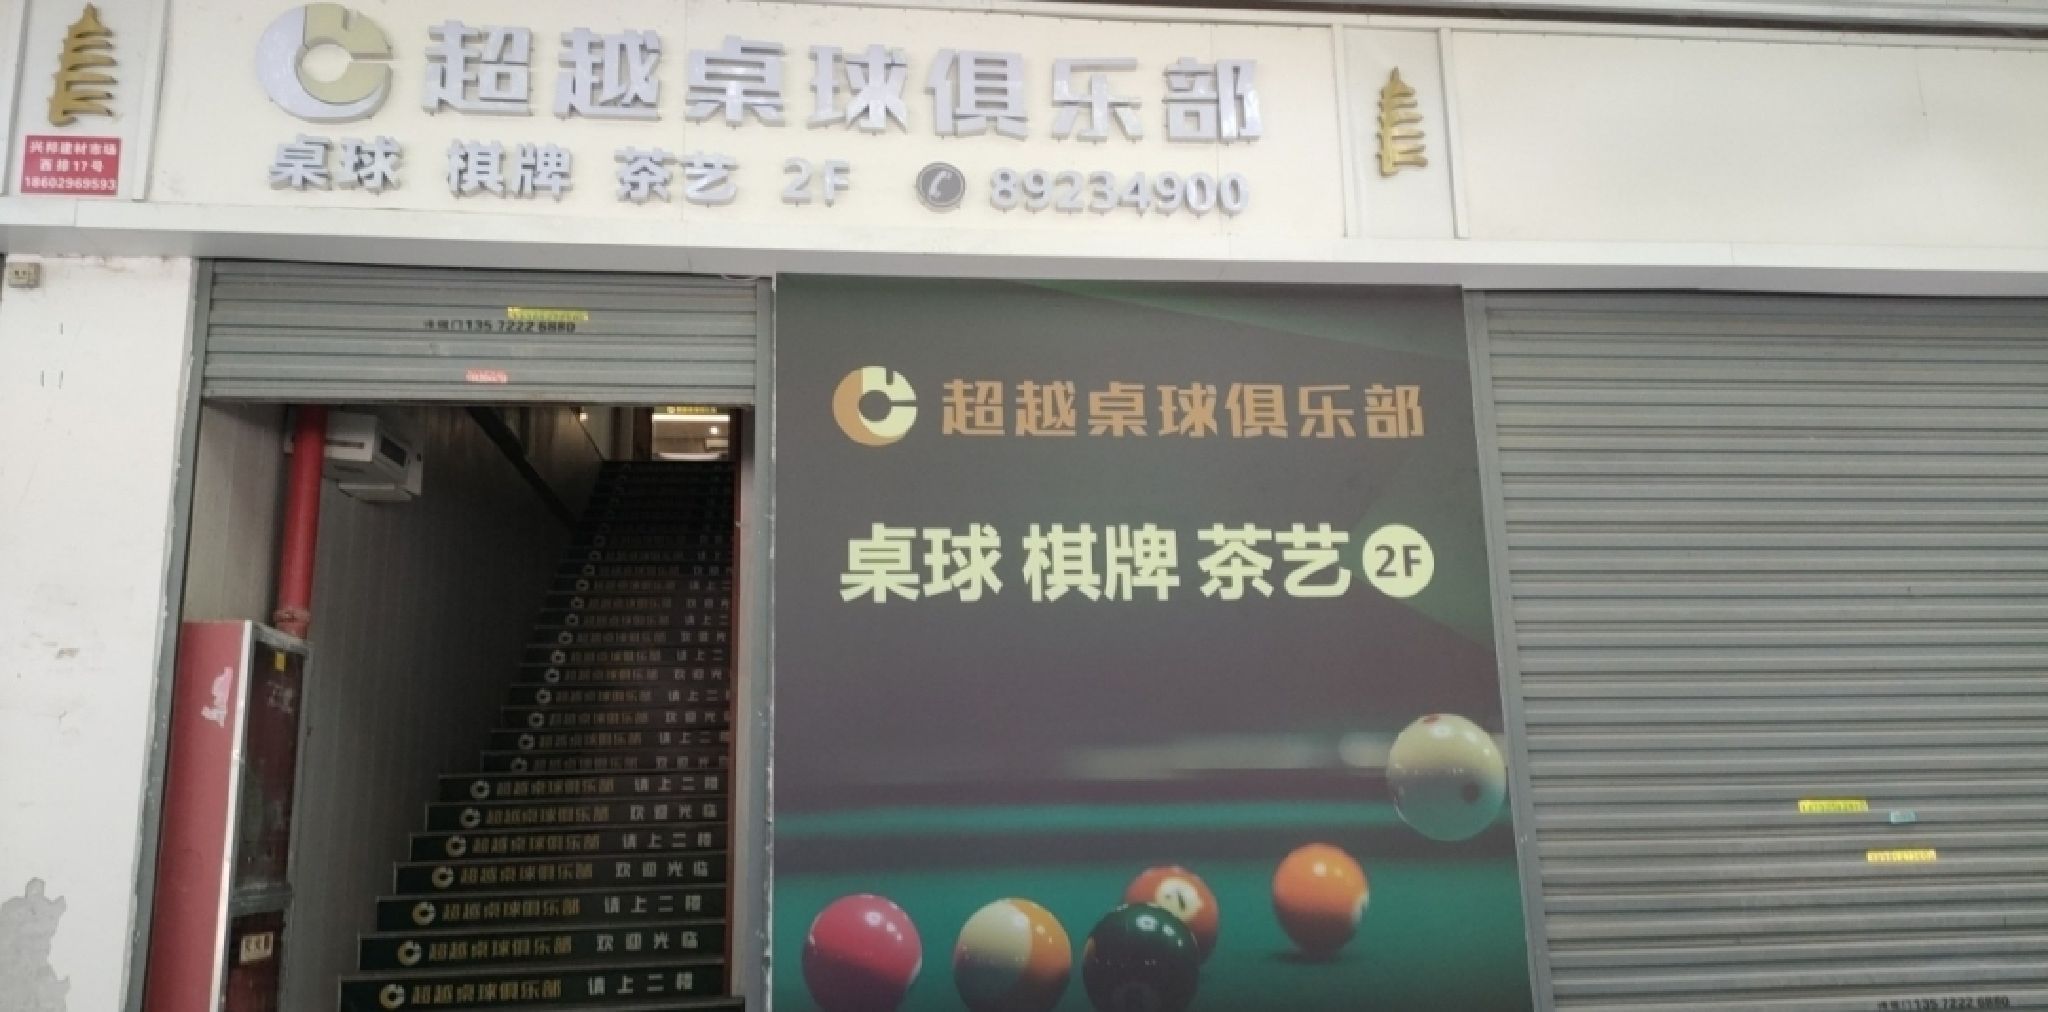 超越桌球俱乐部
桌球 棋牌 茶艺 2F 89234900
兴邦建材市场
西排17号
18602969593
135 7222 6880
超越桌球俱乐部
桌球 棋牌 茶艺 2F
超越桌球俱乐部 请上二楼
超越桌球俱乐部 欢迎光临
超越桌球俱乐部 请上二楼
超越桌球俱乐部 欢迎光临
超越桌球俱乐部 请上二楼
超越桌球俱乐部 欢迎光临
超越桌球俱乐部 请上二楼
135 7222 6880